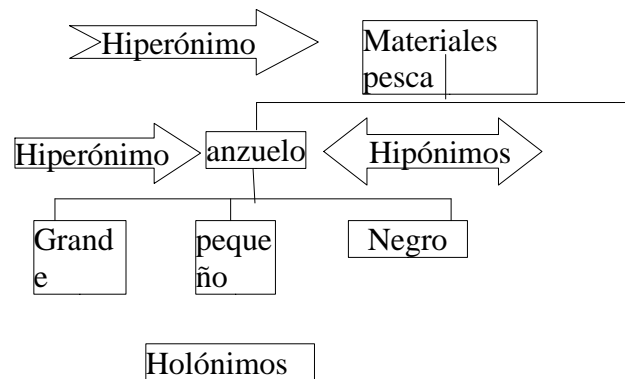 Hiperónimo
Materiales
pesca
Hiperónimo
anzuelo
Hipónimos
Grand
e
peque
ño
Negro
Holónimos